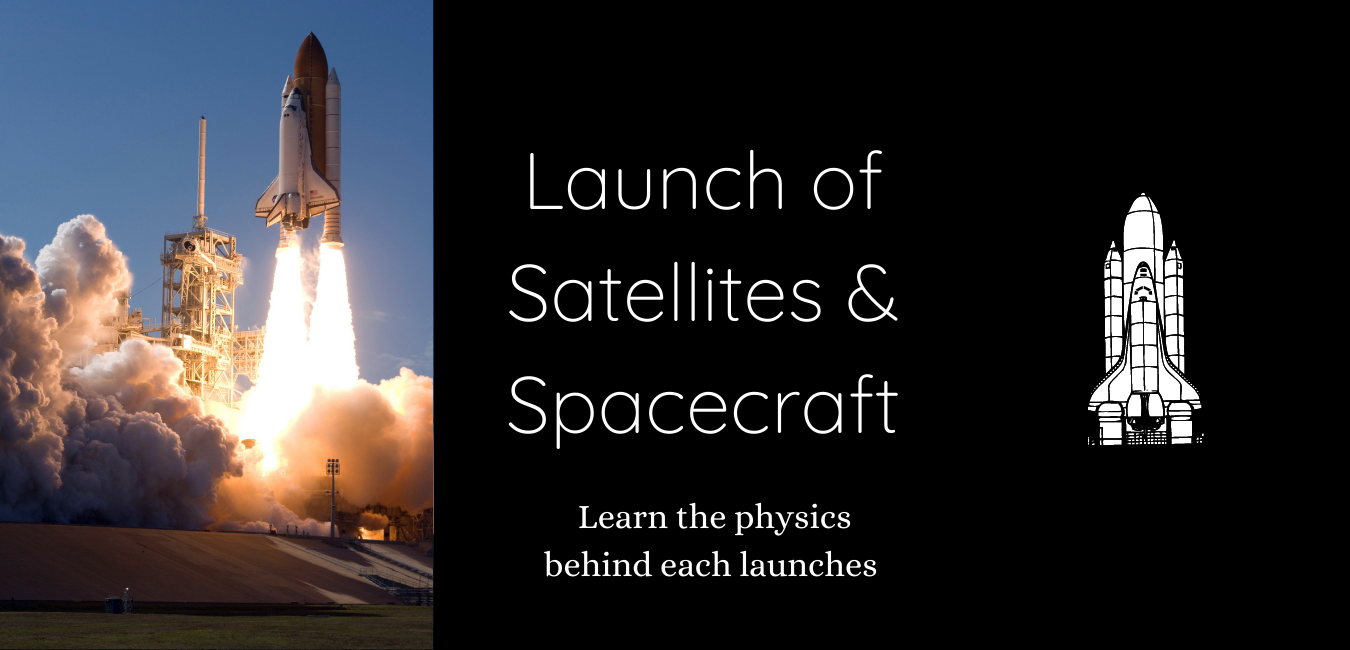 Launch of
Satellites &
Spacecraft
Learn the physics
behind each launches